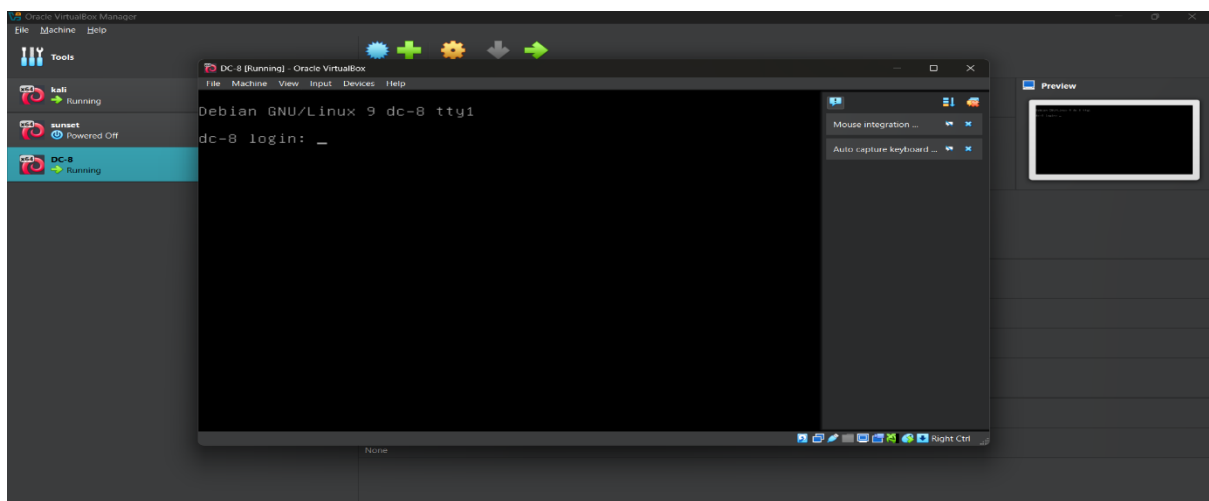 Oracle VirtualBox Manager
File Machine Help
Tools
kali
Running
sunset
Powered Off
DC-8
Running
DC-8 [Running] - Oracle VirtualBox
File Machine View Input Devices Help
Debian GNU/Linux 9 dc-8 tty1
dc-8 login: _
Mouse integration ...
Auto capture keyboard ...
Right Ctrl
Preview
None